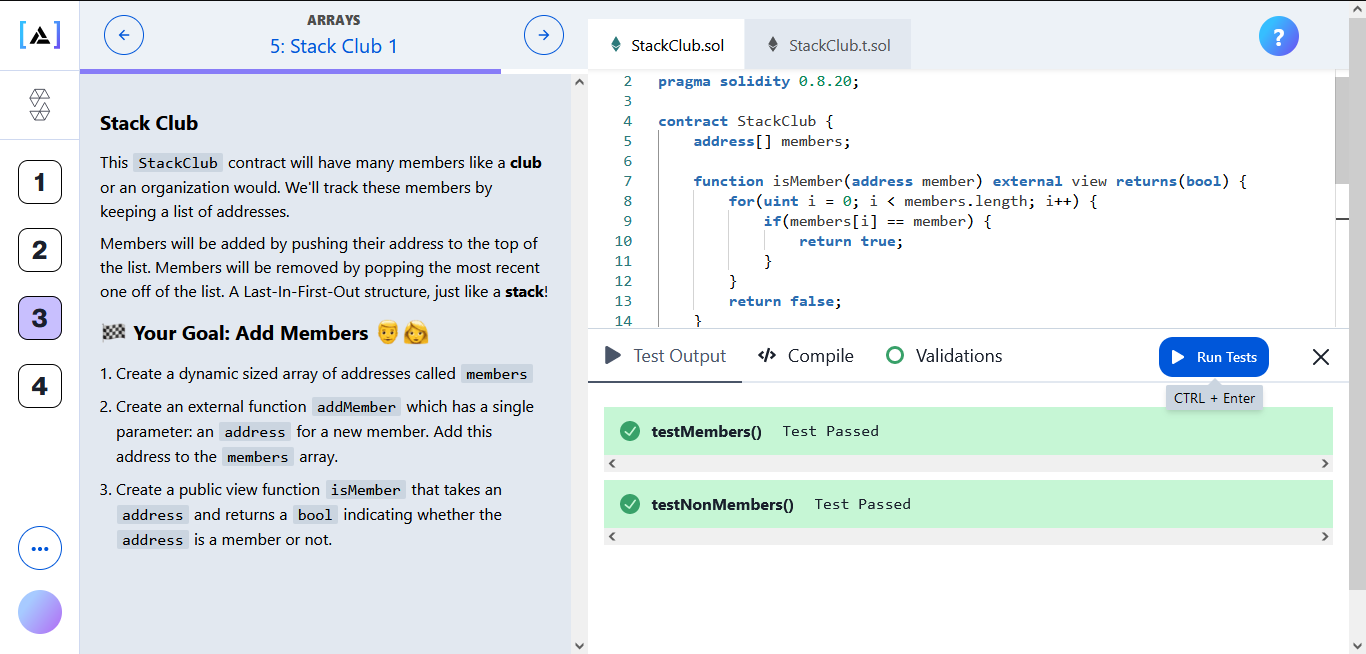 ARRAYS
5: Stack Club 1
1
2
3
4
Stack Club
This StackClub contract will have many members like a club
or an organization would. We'll track these members by
keeping a list of addresses.
Members will be added by pushing their address to the top of
the list. Members will be removed by popping the most recent
one off of the list. A Last-In-First-Out structure, just like a stack!
🏁 Your Goal: Add Members 👨👩
1. Create a dynamic sized array of addresses called members
2. Create an external function addMember which has a single
parameter: an address for a new member. Add this
address to the members array.
3. Create a public view function isMember that takes an
address and returns a bool indicating whether the
address is a member or not.
StackClub.sol
StackClub.t.sol
?
2 pragma solidity 0.8.20;
3
4 contract StackClub {
5 address[] members;
6
7 function isMember(address member) external view returns(bool) {
8 for(uint i = 0; i < members.length; i++) {
9 if(members[i] == member) {
10 return true;
11 }
12 }
13 return false;
14 }
Test Output
Compile
Validations
Run Tests
CTRL + Enter
testMembers() Test Passed
testNonMembers() Test Passed